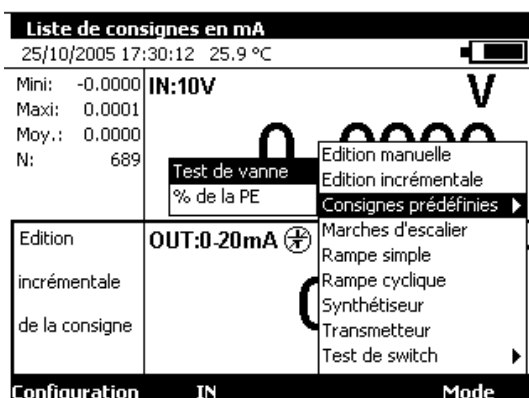 Liste de consignes en mA
25/10/2005 17:30:12 25.9 °C
Mini: -0.0000
Maxi: 0.0001
Moy.: 0.0000
N: 689
IN:10V
V
Test de vanne
% de la PE
Edition manuelle
Edition incrémentale
Consignes prédéfinies
Marches d'escalier
Rampe simple
Rampe cyclique
Synthétiseur
Transmetteur
Test de switch
Edition
incrémentale
de la consigne
OUT:0-20mA
Configuration IN Mode